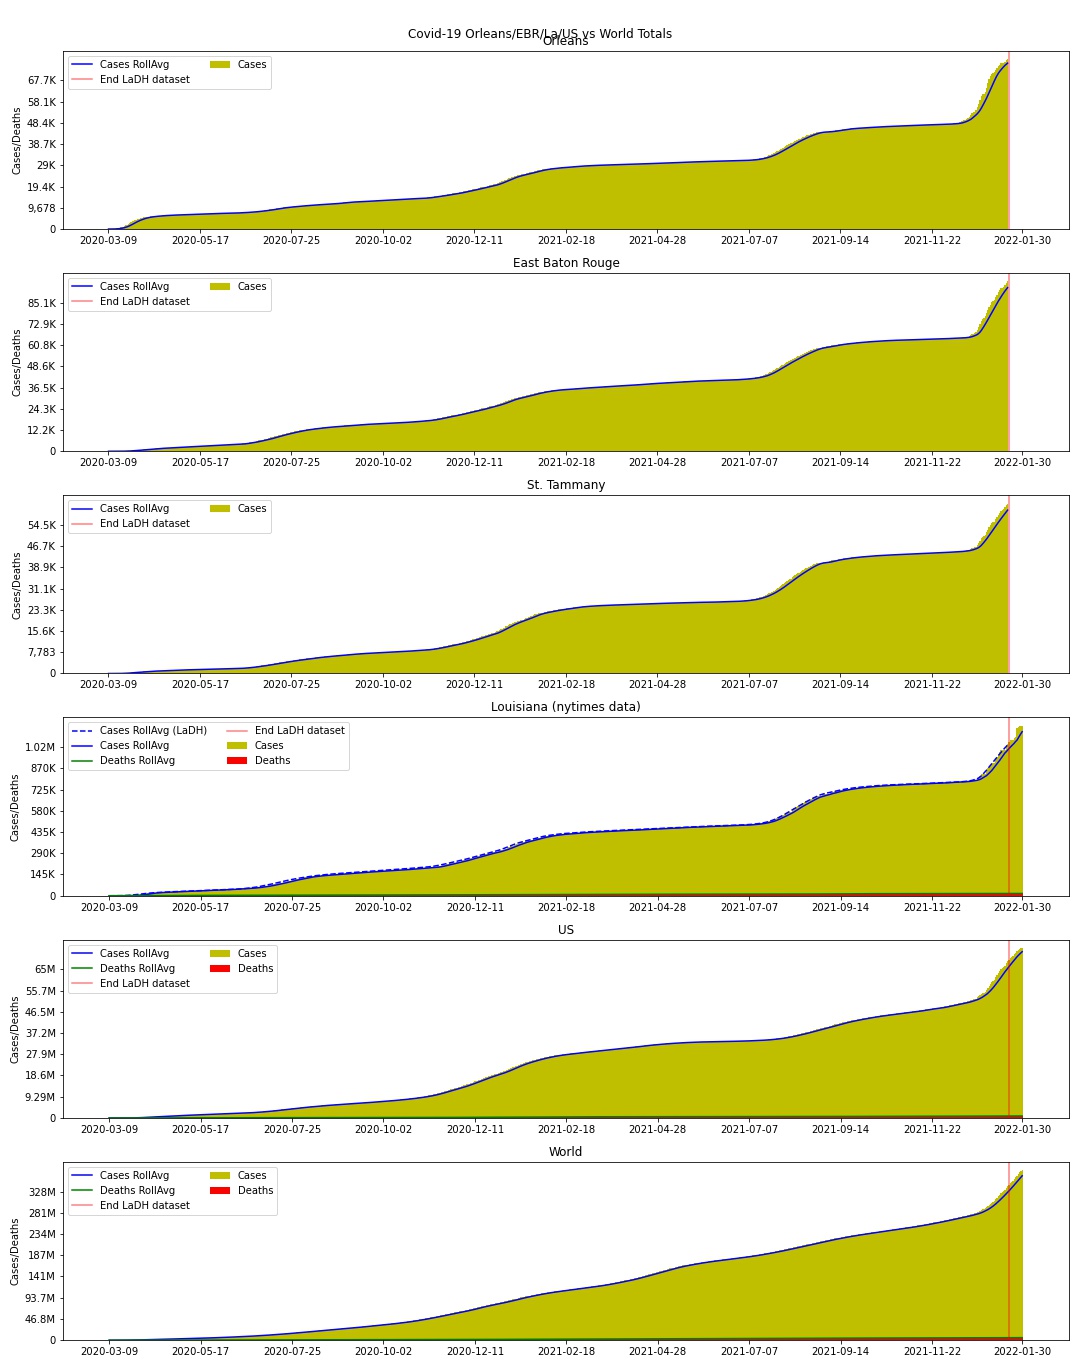 Covid-19 Orleans/EBR/La/US vs World Totals
Orleans
Cases RollAvg
End LaDH dataset
Cases
Cases/Deaths
67.7K
58.1K
48.4K
38.7K
29K
19.4K
9,678
0
2020-03-09 2020-05-17 2020-07-25 2020-10-02 2020-12-11 2021-02-18 2021-04-28 2021-07-07 2021-09-14 2021-11-22 2022-01-30
East Baton Rouge
Cases RollAvg
End LaDH dataset
Cases
Cases/Deaths
85.1K
72.9K
60.8K
48.6K
36.5K
24.3K
12.2K
0
2020-03-09 2020-05-17 2020-07-25 2020-10-02 2020-12-11 2021-02-18 2021-04-28 2021-07-07 2021-09-14 2021-11-22 2022-01-30
St. Tammany
Cases RollAvg
End LaDH dataset
Cases
Cases/Deaths
54.5K
46.7K
38.9K
31.1K
23.3K
15.6K
7,783
0
2020-03-09 2020-05-17 2020-07-25 2020-10-02 2020-12-11 2021-02-18 2021-04-28 2021-07-07 2021-09-14 2021-11-22 2022-01-30
Louisiana (nytimes data)
Cases RollAvg (LaDH)
Cases RollAvg
Deaths RollAvg
End LaDH dataset
Cases
Deaths
Cases/Deaths
1.02M
870K
725K
580K
435K
290K
145K
0
2020-03-09 2020-05-17 2020-07-25 2020-10-02 2020-12-11 2021-02-18 2021-04-28 2021-07-07 2021-09-14 2021-11-22 2022-01-30
US
Cases RollAvg
Deaths RollAvg
End LaDH dataset
Cases
Deaths
Cases/Deaths
65M
55.7M
46.5M
37.2M
27.9M
18.6M
9.29M
0
2020-03-09 2020-05-17 2020-07-25 2020-10-02 2020-12-11 2021-02-18 2021-04-28 2021-07-07 2021-09-14 2021-11-22 2022-01-30
World
Cases RollAvg
Deaths RollAvg
End LaDH dataset
Cases
Deaths
Cases/Deaths
328M
281M
234M
187M
141M
93.7M
46.8M
0
2020-03-09 2020-05-17 2020-07-25 2020-10-02 2020-12-11 2021-02-18 2021-04-28 2021-07-07 2021-09-14 2021-11-22 2022-01-30